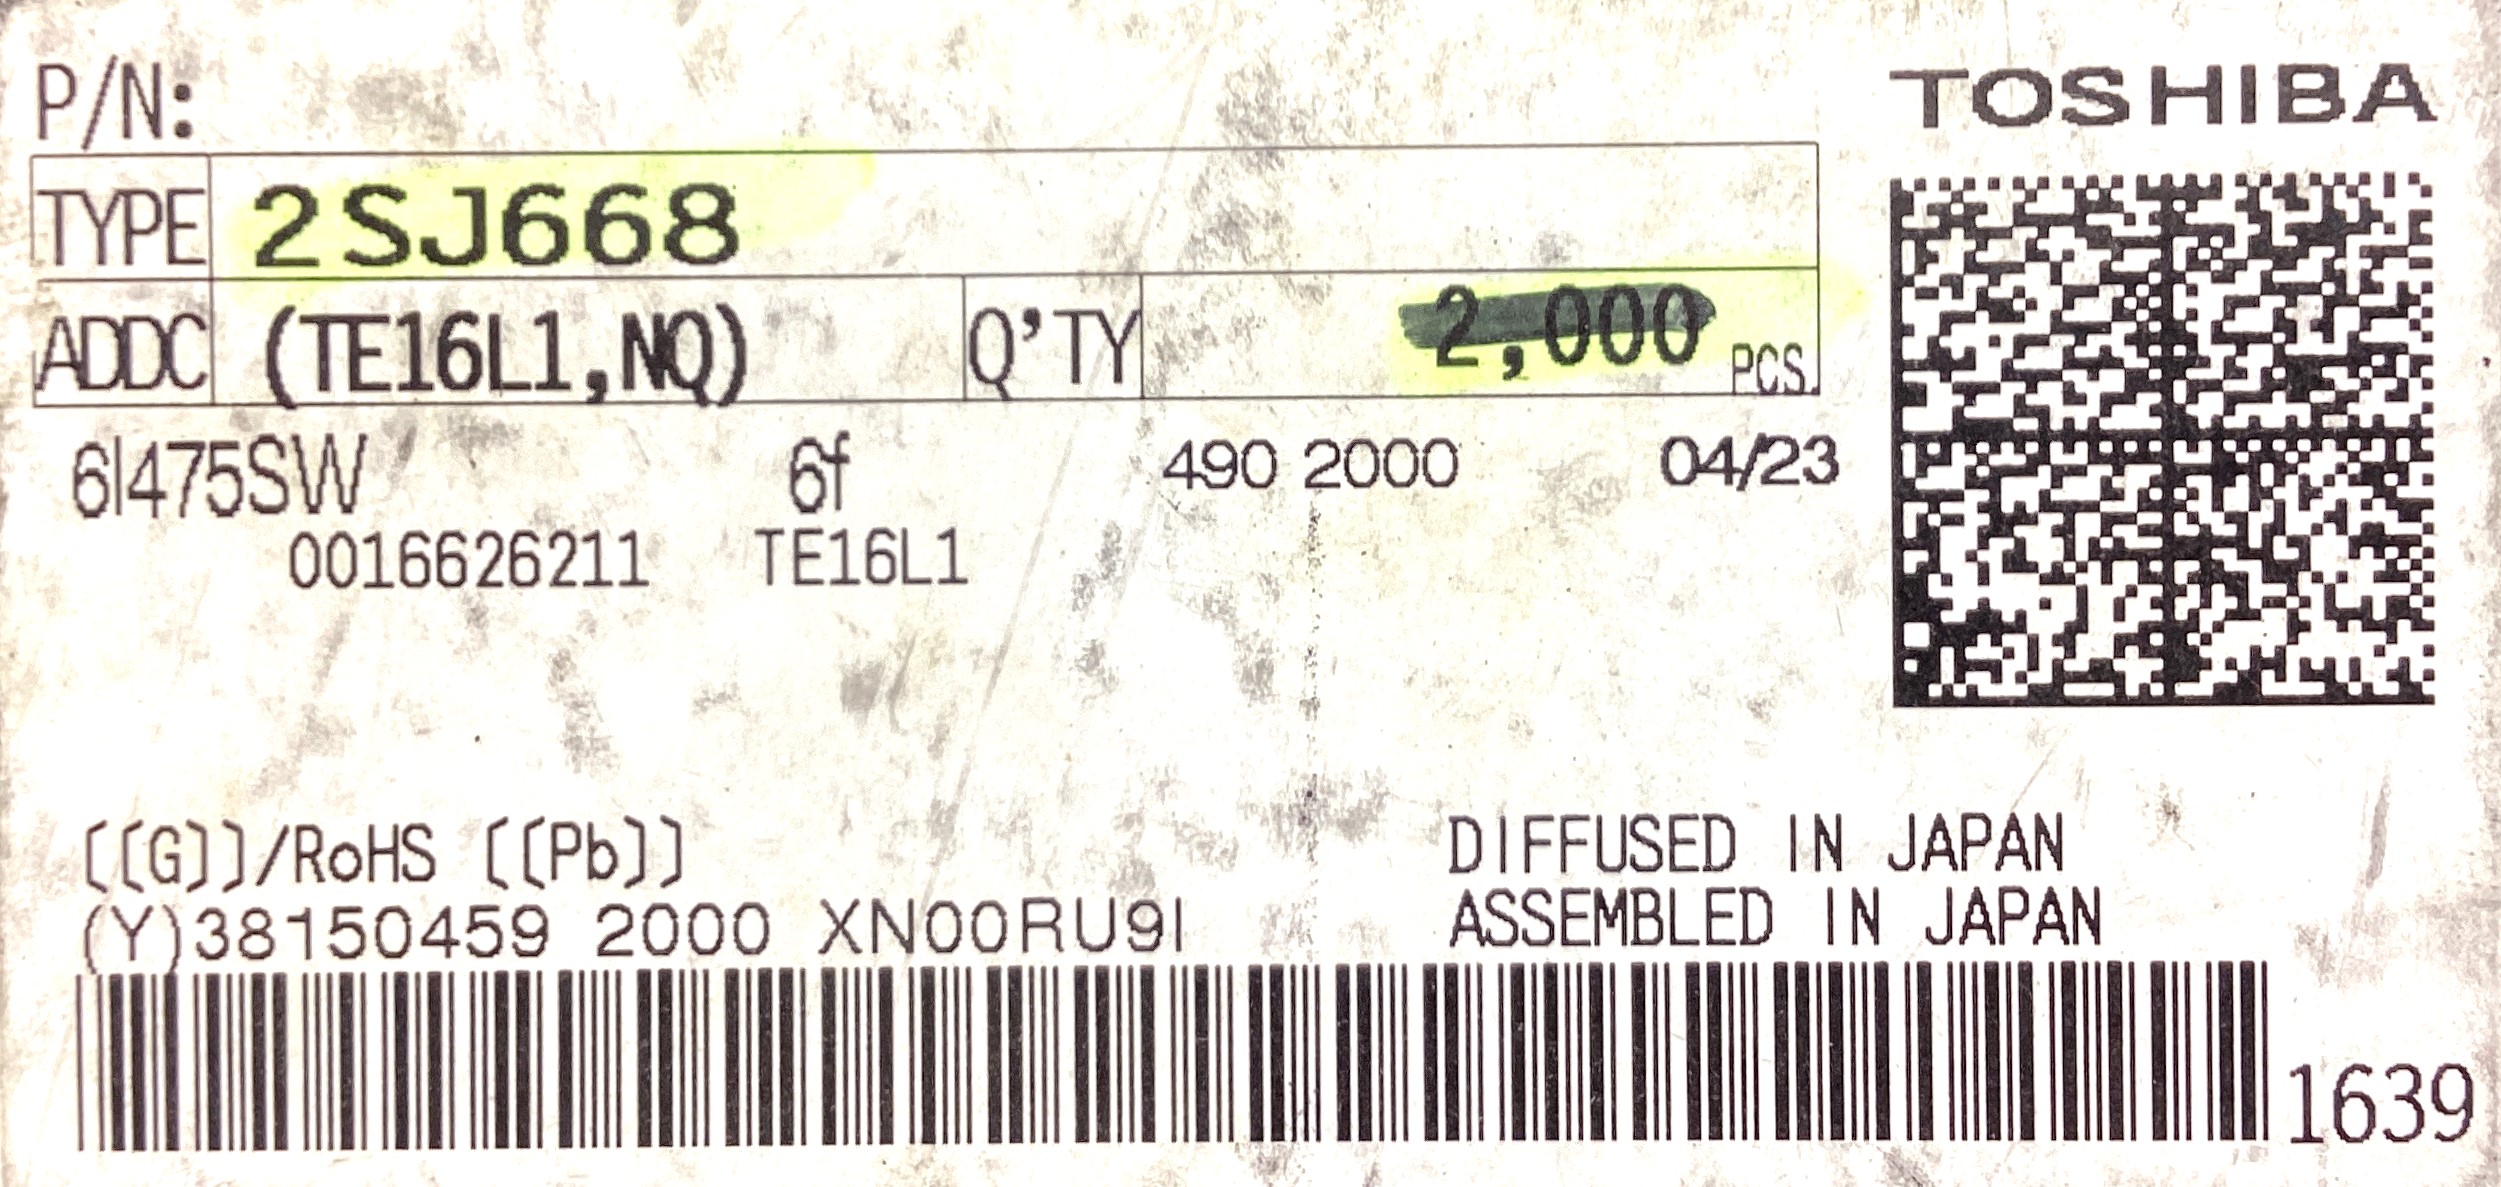 P/N:
TOSHIBA
TYPE 2SJ668
ADDC (TE16L1,NQ) Q'TY 2,000 PCS.
6I475SW 6f 490 2000 04/23
0016626211 TE16L1
[[G]]/RoHS [[Pb]]
DIFFUSED IN JAPAN
(Y)38150459 2000 XN00RU9I
ASSEMBLED IN JAPAN
1639